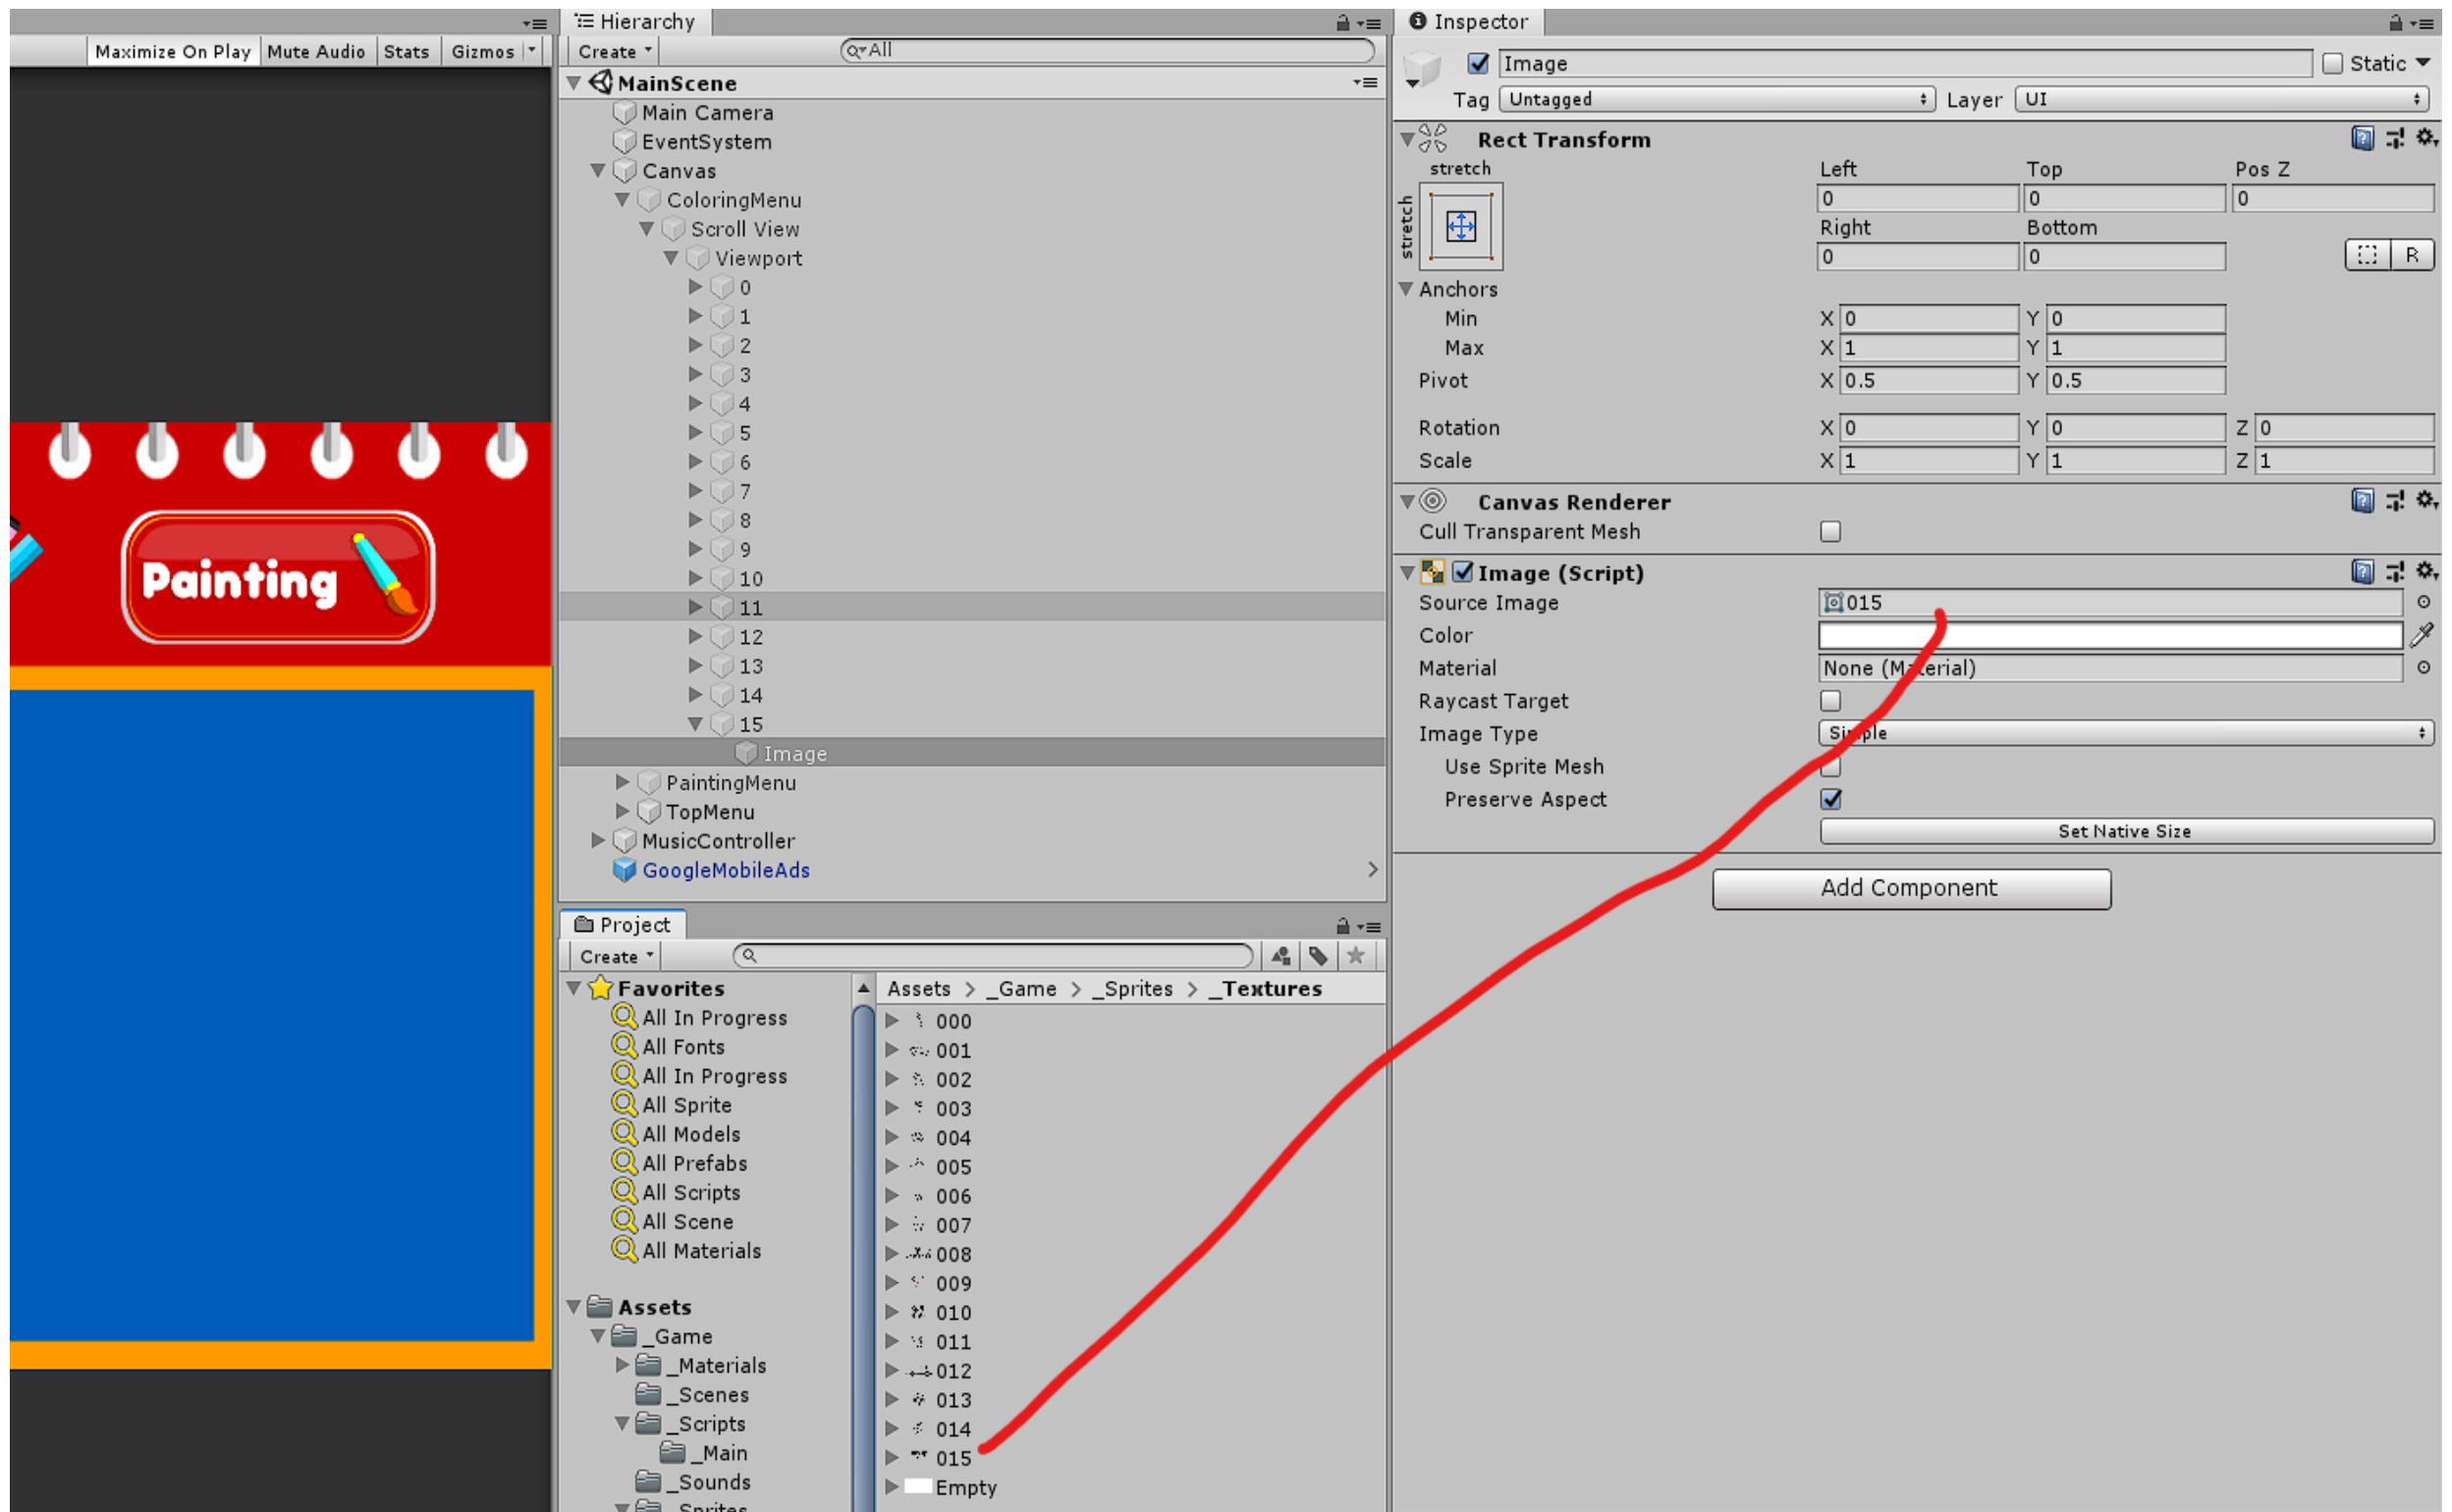 Maximize On Play Mute Audio Stats Gizmos
Painting
Hierarchy
Create All
MainScene
Main Camera
EventSystem
Canvas
ColoringMenu
Scroll View
Viewport
0
1
2
3
4
5
6
7
8
9
10
11
12
13
14
15
Image
PaintingMenu
TopMenu
MusicController
GoogleMobileAds
Project
Create
Favorites
All In Progress
All Fonts
All In Progress
All Sprite
All Models
All Prefabs
All Scripts
All Scene
All Materials
Assets
_Game
_Materials
_Scenes
_Scripts
_Main
_Sounds
_Sprites
Assets > _Game > _Sprites > _Textures
000
001
002
003
004
005
006
007
008
009
010
011
012
013
014
015
Empty
Inspector
Image Static
Tag Untagged Layer UI
Rect Transform
stretch Left Top Pos Z
stretch
0 0 0
Right Bottom
0 0 R
Anchors
Min X 0 Y 0
Max X 1 Y 1
Pivot X 0.5 Y 0.5
Rotation X 0 Y 0 Z 0
Scale X 1 Y 1 Z 1
Canvas Renderer
Cull Transparent Mesh
Image (Script)
Source Image 015
Color
Material None (Material)
Raycast Target
Image Type Simple
Use Sprite Mesh
Preserve Aspect
Set Native Size
Add Component